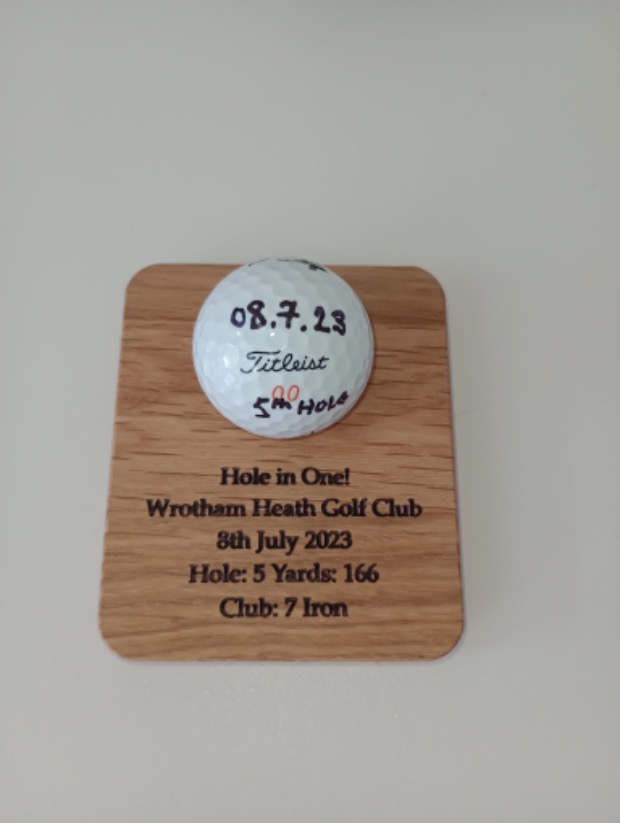 08.7.23
Titleist
00
5th HOLE
Hole in One!
Wrotham Heath Golf Club
8th July 2023
Hole: 5 Yards: 166
Club: 7 Iron